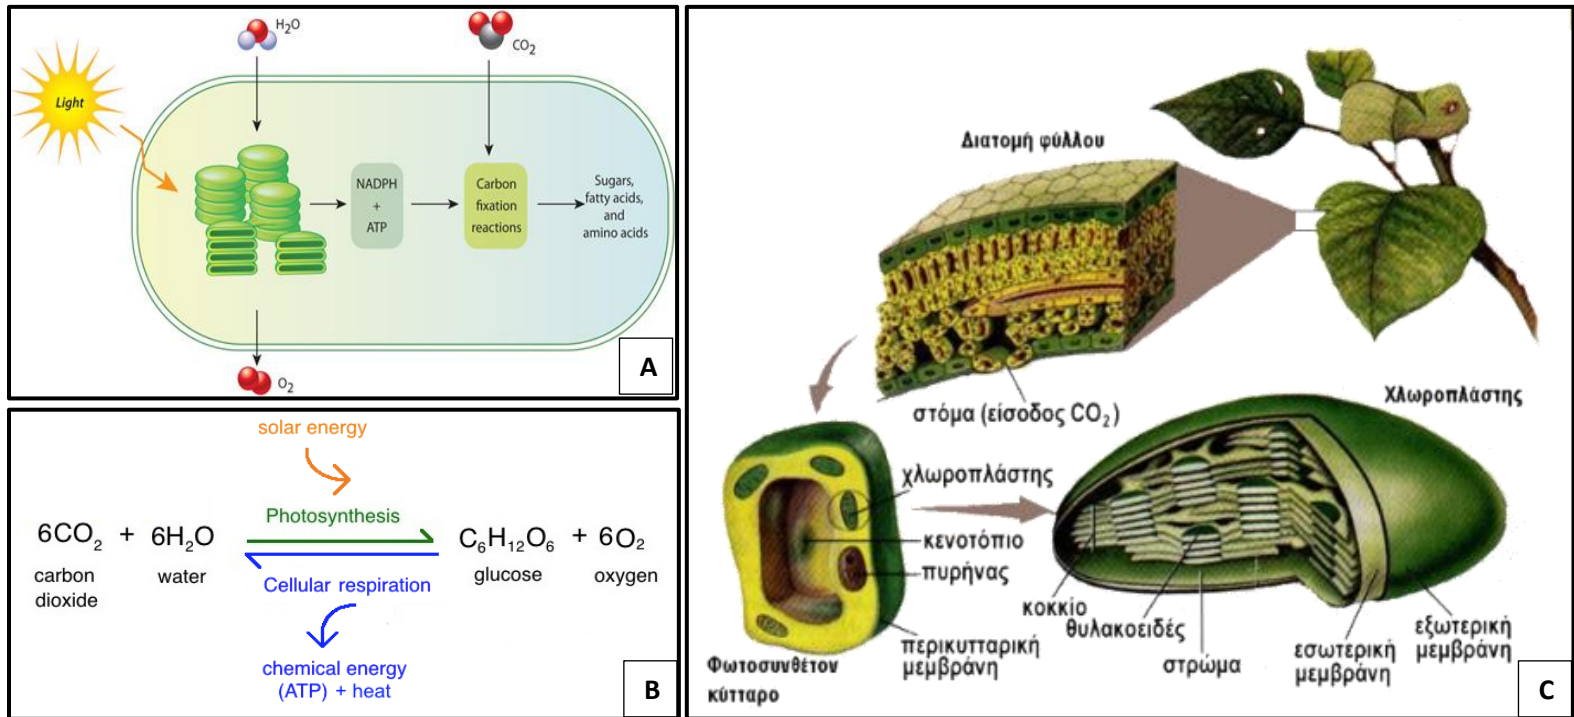 H₂O
CO₂
Light
NADPH
+
ATP
Carbon
fixation
reactions
Sugars,
fatty acids,
and
amino acids
O₂
A
solar energy
Photosynthesis
6CO₂ + 6H₂O
C₆H₁₂O₆ + 6O₂
carbon
dioxide
water
glucose
oxygen
Cellular respiration
chemical energy
(ATP) + heat
B
Διατομή φύλλου
στόμα (είσοδος CO₂)
Χλωροπλάστης
χλωροπλάστης
κενοτόπιο
πυρήνας
περικυτταρική
μεμβράνη
Φωτοσυνθέτον
κύτταρο
κοκκίο
θυλακοειδές
στρώμα
εσωτερική
μεμβράνη
εξωτερική
μεμβράνη
C